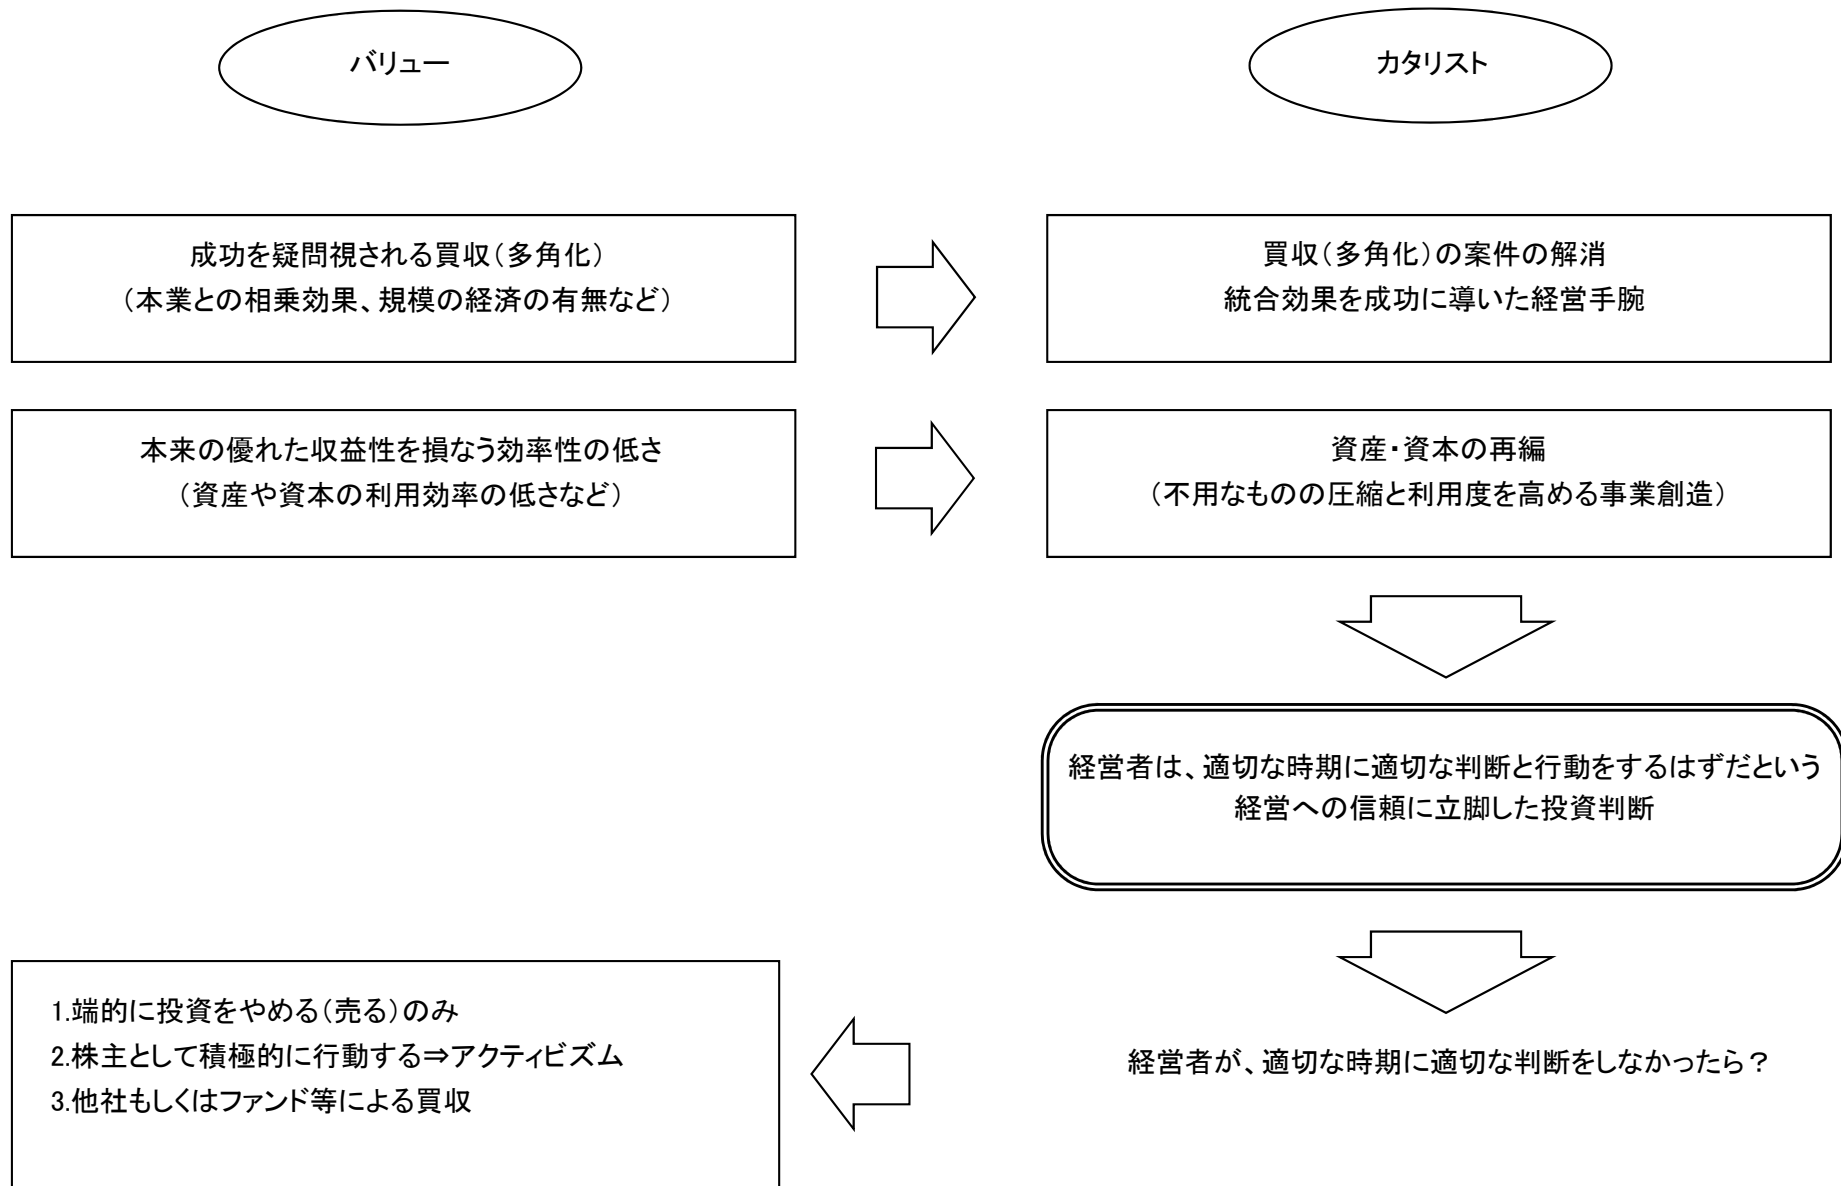 バリュー
カタリスト
成功を疑問視される買収（多角化）
（本業との相乗効果、規模の経済の有無など）
買収（多角化）の案件の解消
統合効果を成功に導いた経営手腕
本来の優れた収益性を損なう効率性の低さ
（資産や資本の利用効率の低さなど）
資産・資本の再編
（不用なものの圧縮と利用度を高める事業創造）
経営者は、適切な時期に適切な判断と行動をするはずだという
経営への信頼に立脚した投資判断
経営者が、適切な時期に適切な判断をしなかったら？
1.端的に投資をやめる（売る）のみ
2.株主として積極的に行動する⇒アクティビズム
3.他社もしくはファンド等による買収